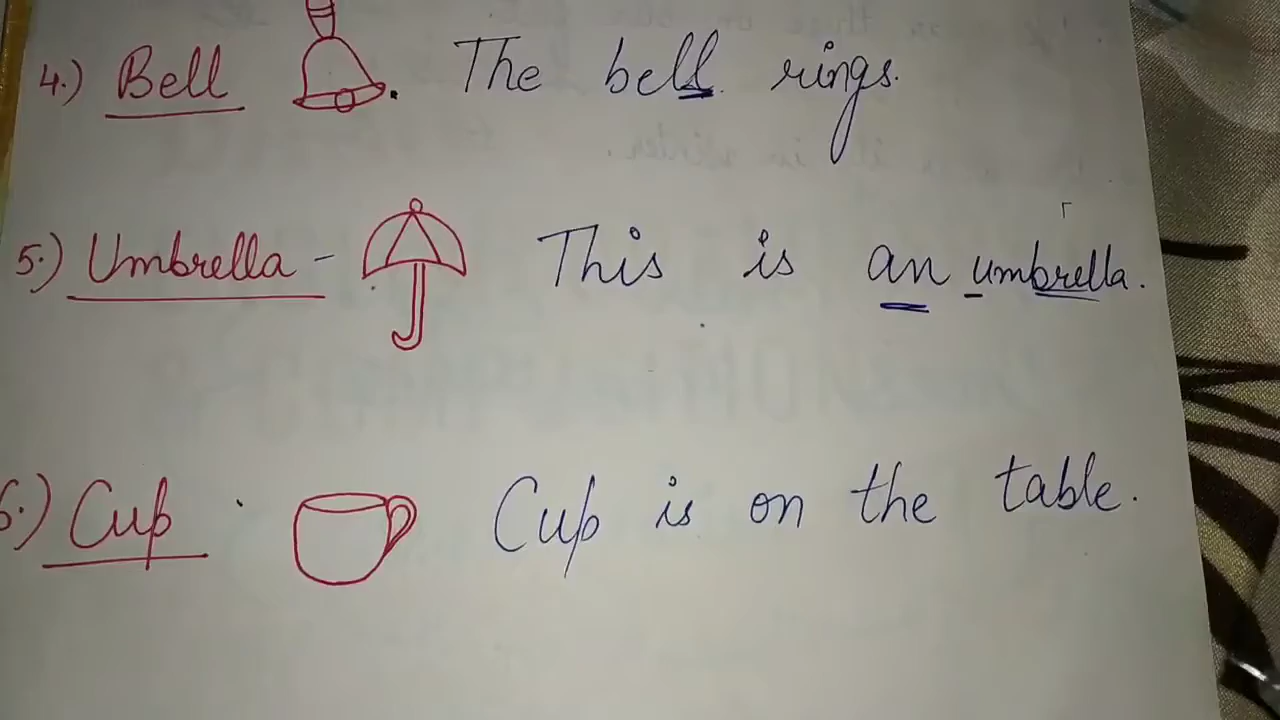 4.) Bell . The bell rings.
5.) Umbrella - This is an umbrella.
6.) Cup Cup is on the table.